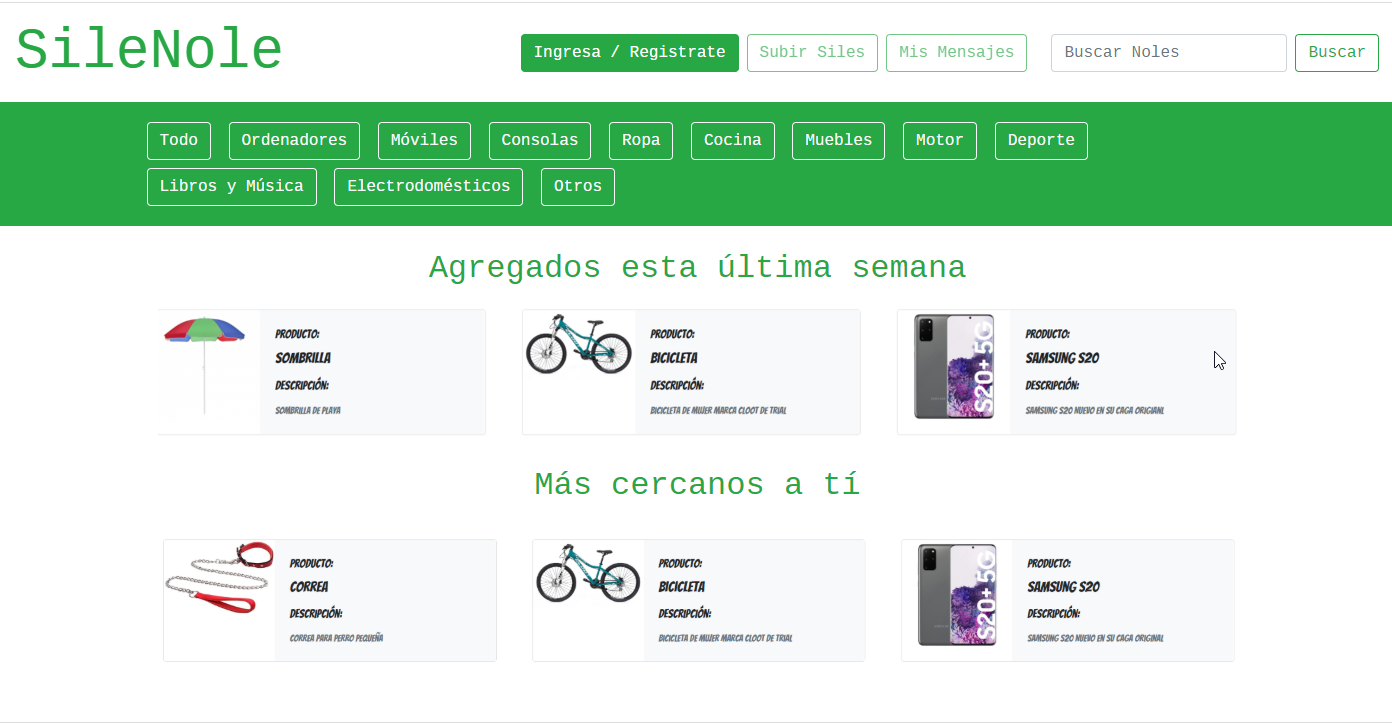 SileNole
Ingresa / Registrate Subir Siles Mis Mensajes Buscar Noles Buscar
Todo Ordenadores Móviles Consolas Ropa Cocina Muebles Motor Deporte
Libros y Música Electrodomésticos Otros
Agregados esta última semana
PRODUCTO:
SOMBRILLA
DESCRIPCIÓN:
SOMBRILLA DE PLAYA
PRODUCTO:
BICICLETA
DESCRIPCIÓN:
BICICLETA DE MUJER MARCA CLOOT DE TRIAL
S20+ 5G
PRODUCTO:
SAMSUNG S20
DESCRIPCIÓN:
SAMSUNG S20 NUEVO EN SU CAGA ORIGIANL
Más cercanos a tí
PRODUCTO:
CORREA
DESCRIPCIÓN:
CORREA PARA PERRO PEQUEÑA
PRODUCTO:
BICICLETA
DESCRIPCIÓN:
BICICLETA DE MUJER MARCA CLOOT DE TRIAL
S20+ 5G
PRODUCTO:
SAMSUNG S20
DESCRIPCIÓN:
SAMSUNG S20 NUEVO EN SU CAGA ORIGINAL